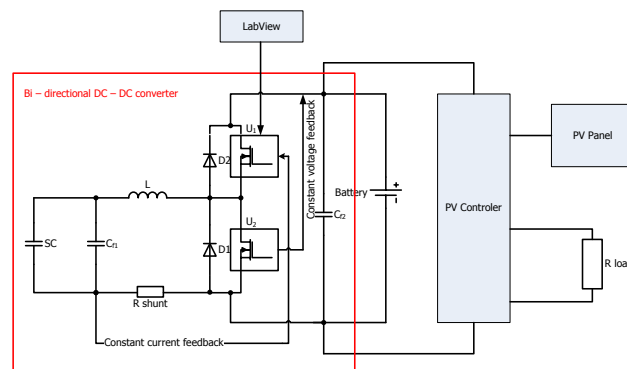 LabView
Bi – directional DC – DC converter
U1
D2
Constant voltage feedback
PV Panel
L
Battery
+
PV Controler
U2
SC
Cf1
D1
Cf2
R loa
R shunt
Constant current feedback